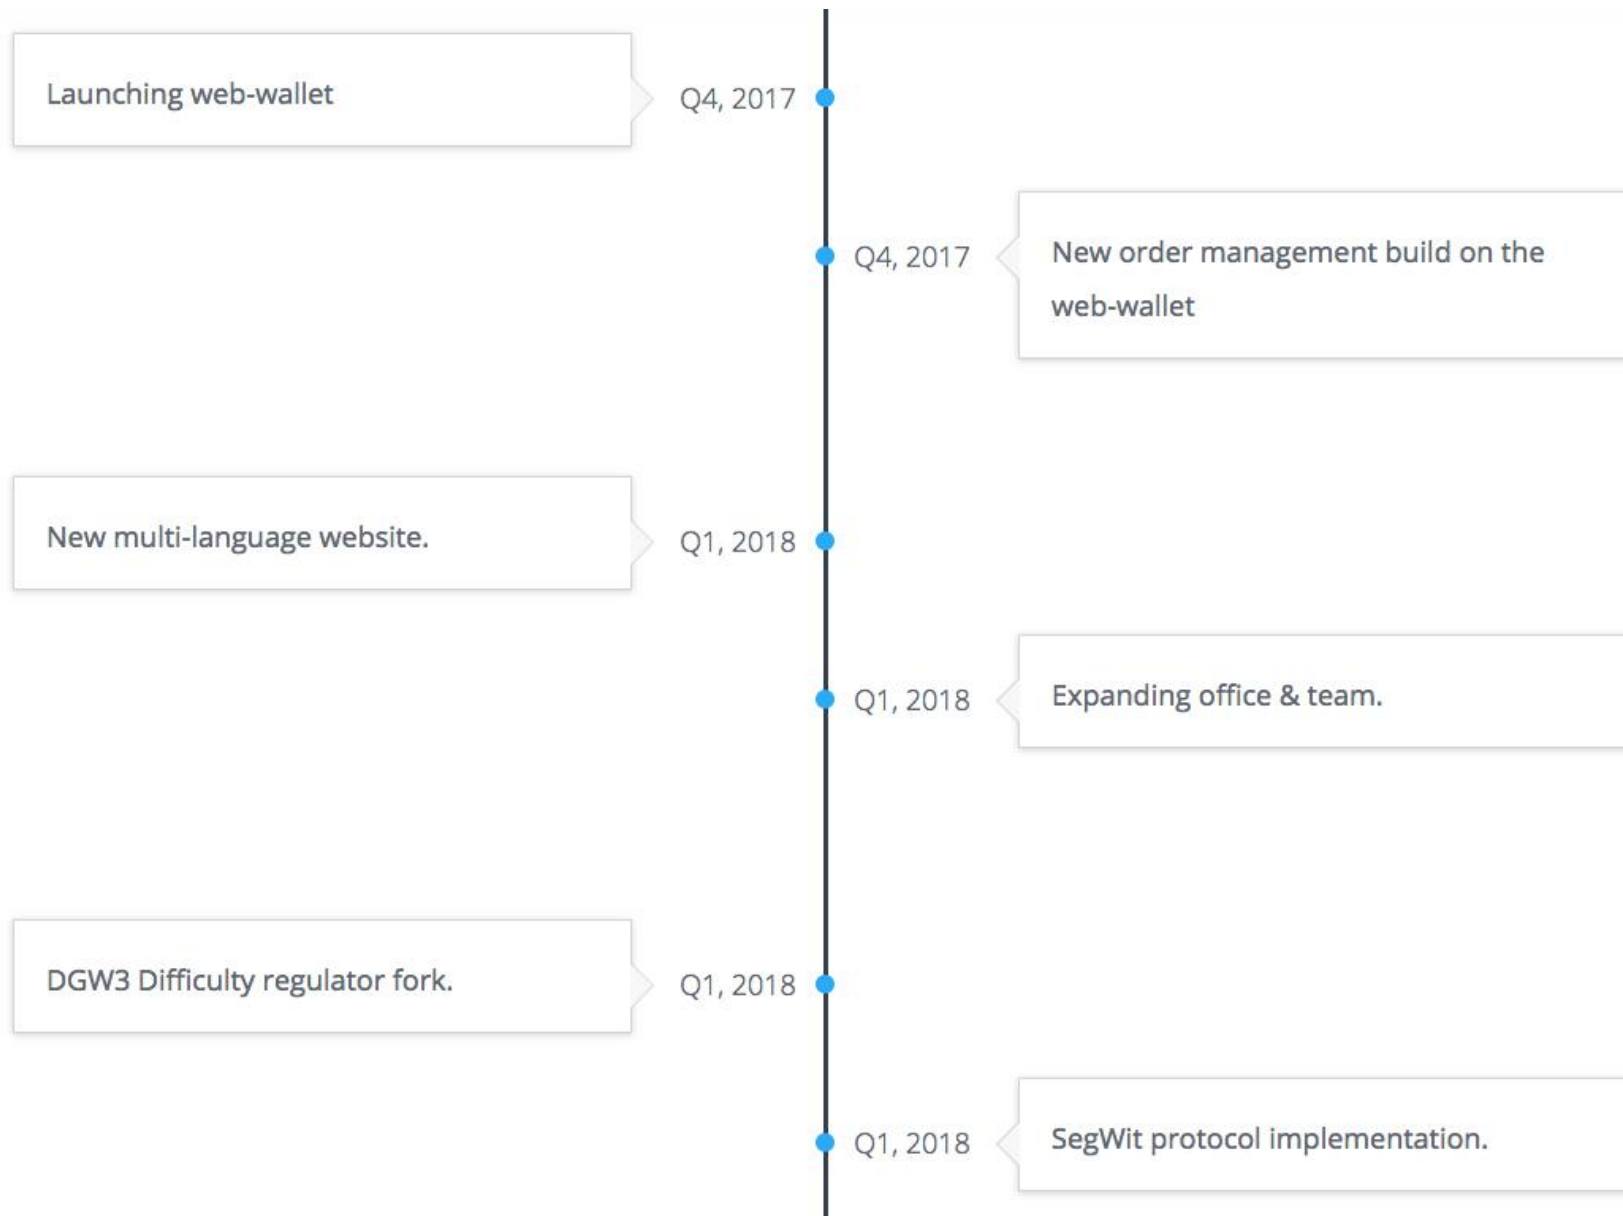 Launching web-wallet
Q4, 2017
Q4, 2017
New order management build on the
web-wallet
New multi-language website.
Q1, 2018
Q1, 2018
Expanding office & team.
DGW3 Difficulty regulator fork.
Q1, 2018
Q1, 2018
SegWit protocol implementation.